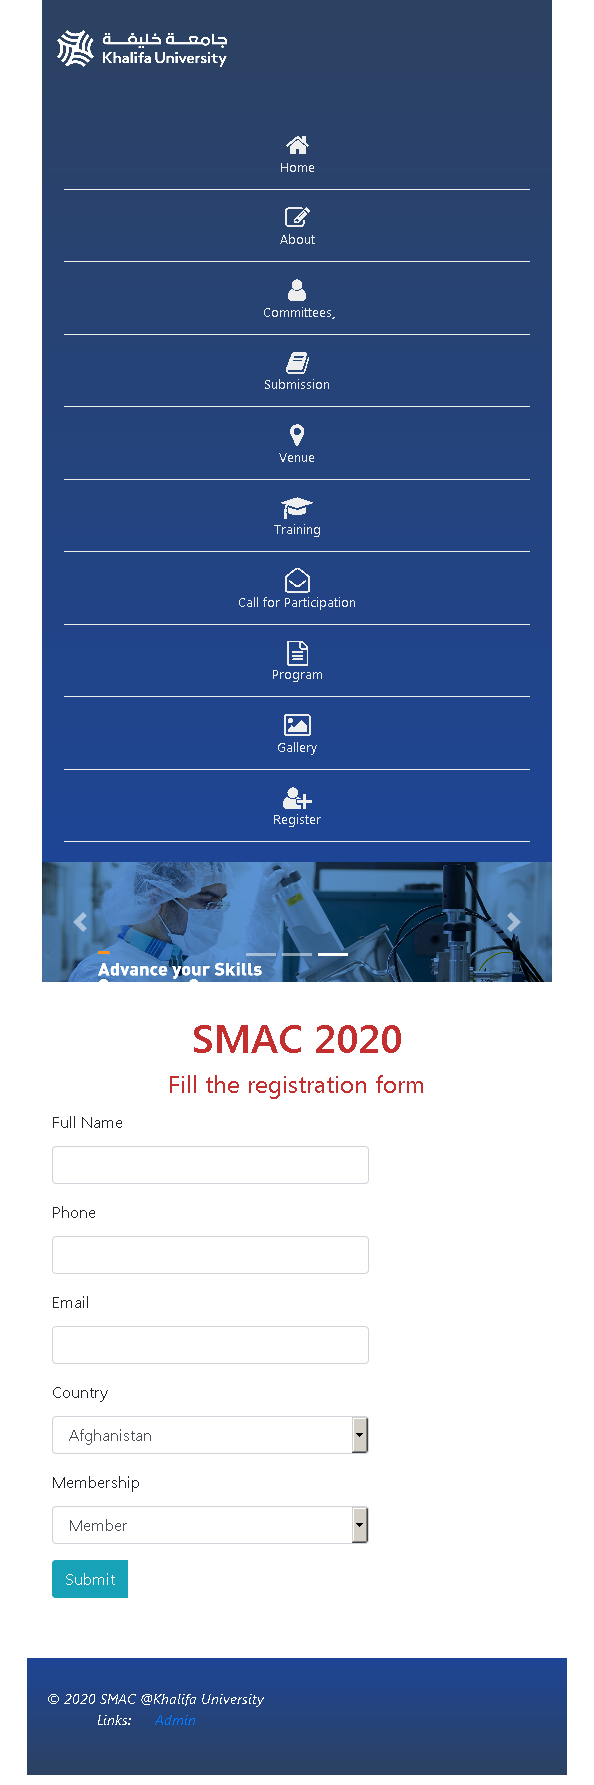 جامعـة خليفـة
Khalifa University
Home
About
Committees,
Submission
Venue
Training
Call for Participation
Program
Gallery
Register
Advance your Skills
SMAC 2020
Fill the registration form
Full Name
Phone
Email
Country
Afghanistan
Membership
Member
Submit
© 2020 SMAC @Khalifa University
Links: Admin